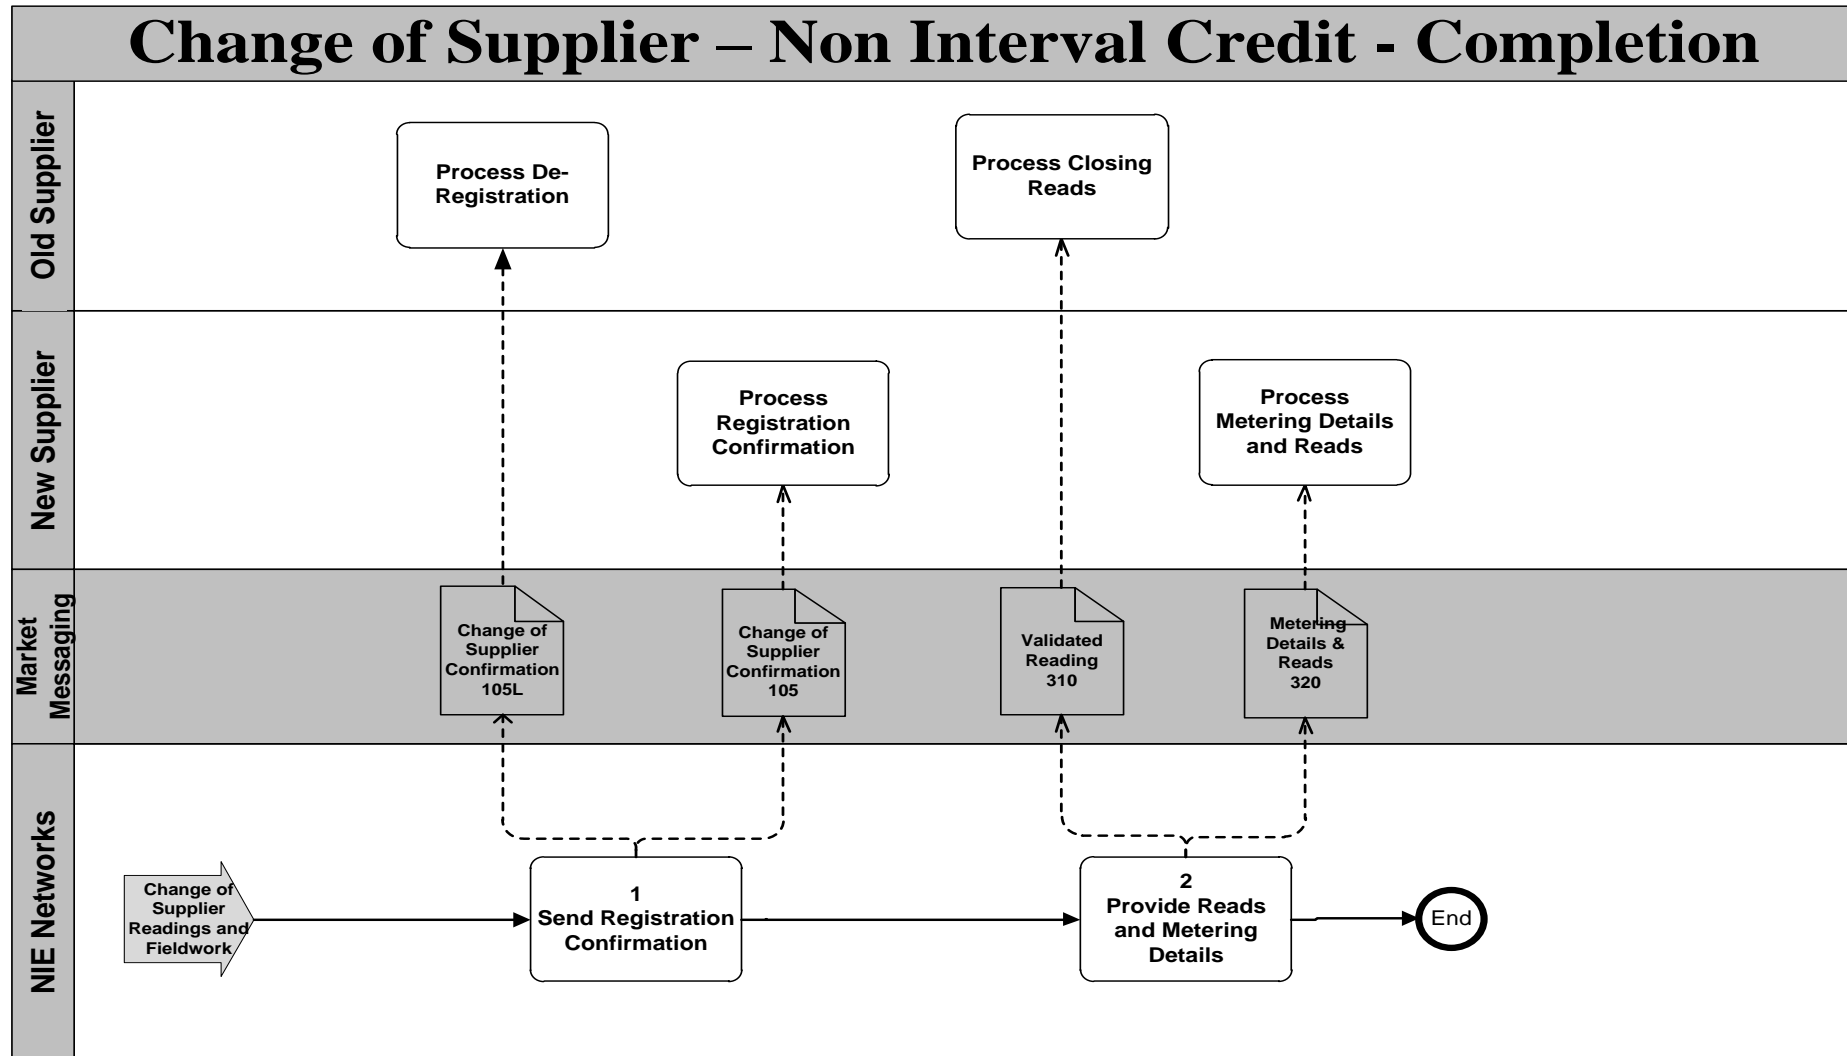 Change of Supplier – Non Interval Credit - Completion
Old Supplier
Process De-
Registration
Process Closing
Reads
New Supplier
Process
Registration
Confirmation
Process
Metering Details
and Reads
Market
Messaging
Change of
Supplier
Confirmation
105L
Change of
Supplier
Confirmation
105
Validated
Reading
310
Metering
Details &
Reads
320
NIE Networks
Change of
Supplier
Readings and
Fieldwork
1
Send Registration
Confirmation
2
Provide Reads
and Metering
Details
End